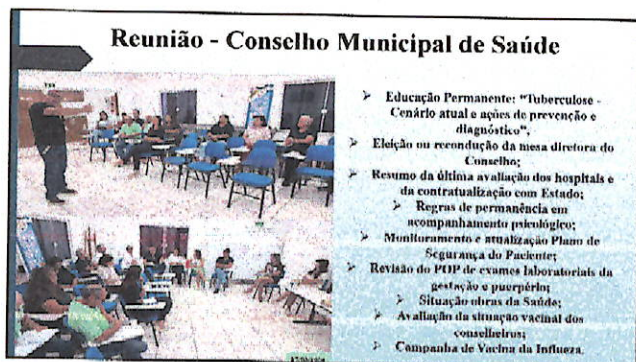 Reunião - Conselho Municipal de Saúde
➢ Educação Permanente: "Tuberculose -
Cenário atual e ações de prevenção e
diagnóstico";
➢ Eleição ou recondução da mesa diretora do
Conselho;
➢ Resumo da última avaliação dos hospitais e
da contratualização com Estado;
➢ Regras de permanência em
acompanhamento psicológico;
➢ Monitoramento e atualização Plano de
Segurança do Paciente;
➢ Revisão do POP de exames laboratoriais da
gestação e puerpério;
➢ Situação obras da Saúde;
➢ Avaliação da situação vacinal dos
conselheiros;
➢ Campanha de Vacina da Influeza.